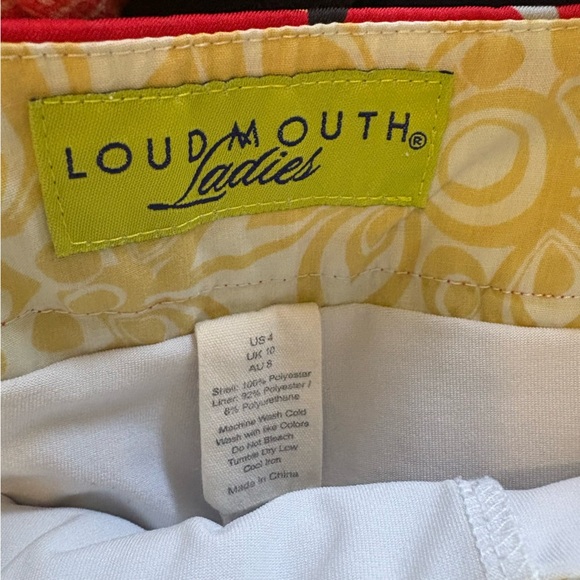 LOUDMOUTH®
Ladies
US 4
UK 10
AU 8
Shell: 100% Polyester
Liner: 92% Polyester /
8% Polyurethane
Machine Wash Cold
Wash with like Colors
Do Not Bleach
Tumble Dry Low
Cool Iron
Made in China